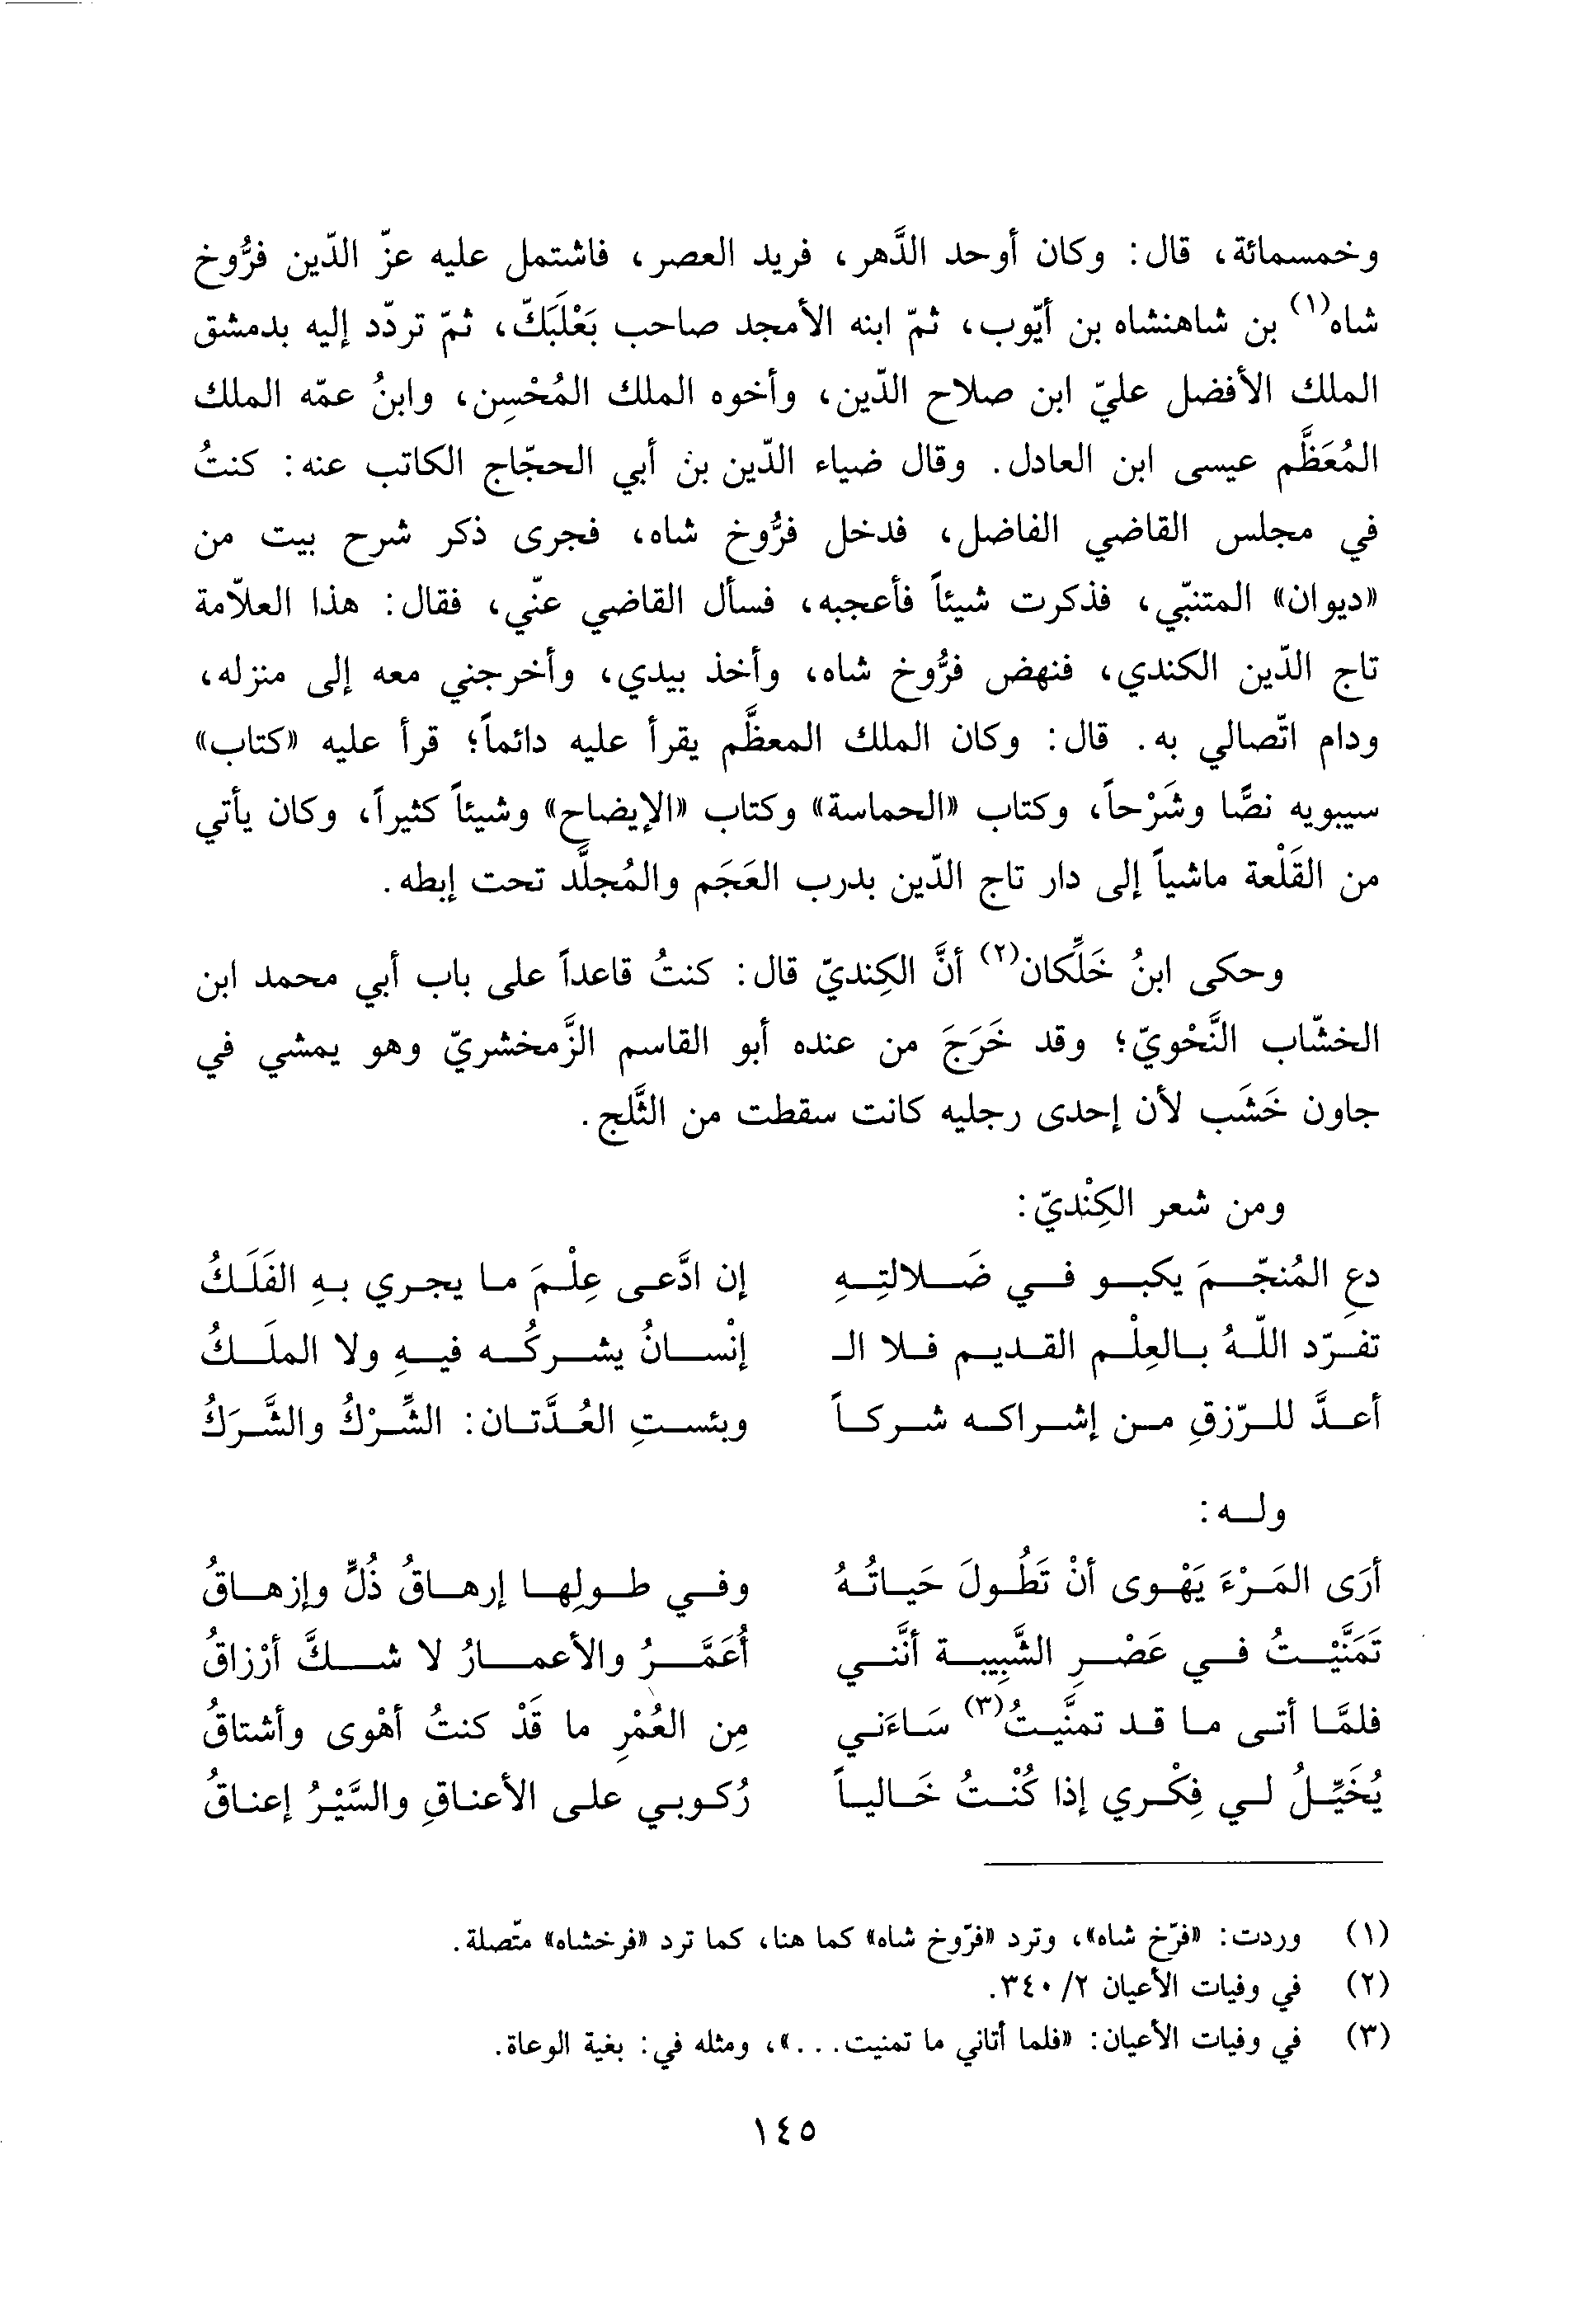 وخمسمائة، قال: وكان أوحد الدَّهر، فريد العصر، فاشتمل عليه عزّ الدّين فرُّوخ
شاه(١) بن شاهنشاه بن أيّوب، ثمّ ابنه الأمجد صاحب بَعْلَبَكّ، ثمّ تردّد إليه بدمشق
الملك الأفضل عليّ ابن صلاح الدّين، وأخوه الملك المُحْسِن، وابنُ عمّه الملك
المُعَظَّم عيسى ابن العادل. وقال ضياء الدّين بن أبي الحجّاج الكاتب عنه: كنتُ
في مجلس القاضي الفاضل، فدخل فرُّوخ شاه، فجرى ذكر شرح بيت من
«ديوان» المتنبّي، فذكرت شيئاً فأعجبه، فسأل القاضي عنّي، فقال: هذا العلاّمة
تاج الدّين الكندي، فنهض فرُّوخ شاه، وأخذ بيدي، وأخرجني معه إلى منزله،
ودام اتّصالي به. قال: وكان الملك المعظَّم يقرأ عليه دائماً؛ قرأ عليه «كتاب»
سيبويه نصًّا وشَرْحاً، وكتاب «الحماسة» وكتاب «الإيضاح» وشيئاً كثيراً، وكان يأتي
من القَلْعة ماشياً إلى دار تاج الدّين بدرب العَجَم والمُجلَّد تحت إبطه.
وحكى ابنُ خَلِّكان(٢) أنَّ الكِنديّ قال: كنتُ قاعداً على باب أبي محمد ابن
الخشّاب النَّحْويّ؛ وقد خَرَجَ من عنده أبو القاسم الزَّمخشريّ وهو يمشي في
جاون خَشَب لأن إحدى رجليه كانت سقطت من الثَّلج.
ومن شعر الكِنْديّ:
دعِ المُنجّمَ يكبو في ضَلالتِهِ إن ادَّعى عِلْمَ ما يجري بهِ الفَلَكُ
تفرّد اللّهُ بالعِلْم القديم فلا الـ إنْسانُ يشركُه فيهِ ولا الملَكُ
أعدَّ للرّزقِ من إشراكه شركاً وبئستِ العُدَّتان: الشِّرْكُ والشَّرَكُ
وله:
أرَى المَرْءَ يَهْوى أنْ تَطُولَ حَياتُهُ وفي طولِها إرهاقُ ذُلٍّ وإزهاقُ
تَمَنَّيْتُ في عَصْرِ الشَّبِيبة أنَّني أُعَمَّرُ والأعمارُ لا شكَّ أرْزاقُ
فلمَّا أتى ما قد تمنَّيتُ(٣) سَاءَني مِن العُمْرِ ما قَدْ كنتُ أهْوى وأشتاقُ
يُخَيِّلُ لي فِكْري إذا كُنْتُ خَالياً رُكوبي على الأعناقِ والسَّيْرُ إعناقُ
(١) وردت: «فرّخ شاه»، وترد «فرّوخ شاه» كما هنا، كما ترد «فرخشاه» متّصلة.
(٢) في وفيات الأعيان ٢/ ٣٤٠.
(٣) في وفيات الأعيان: «فلما أتاني ما تمنيت...»، ومثله في: بغية الوعاة.
١٤٥